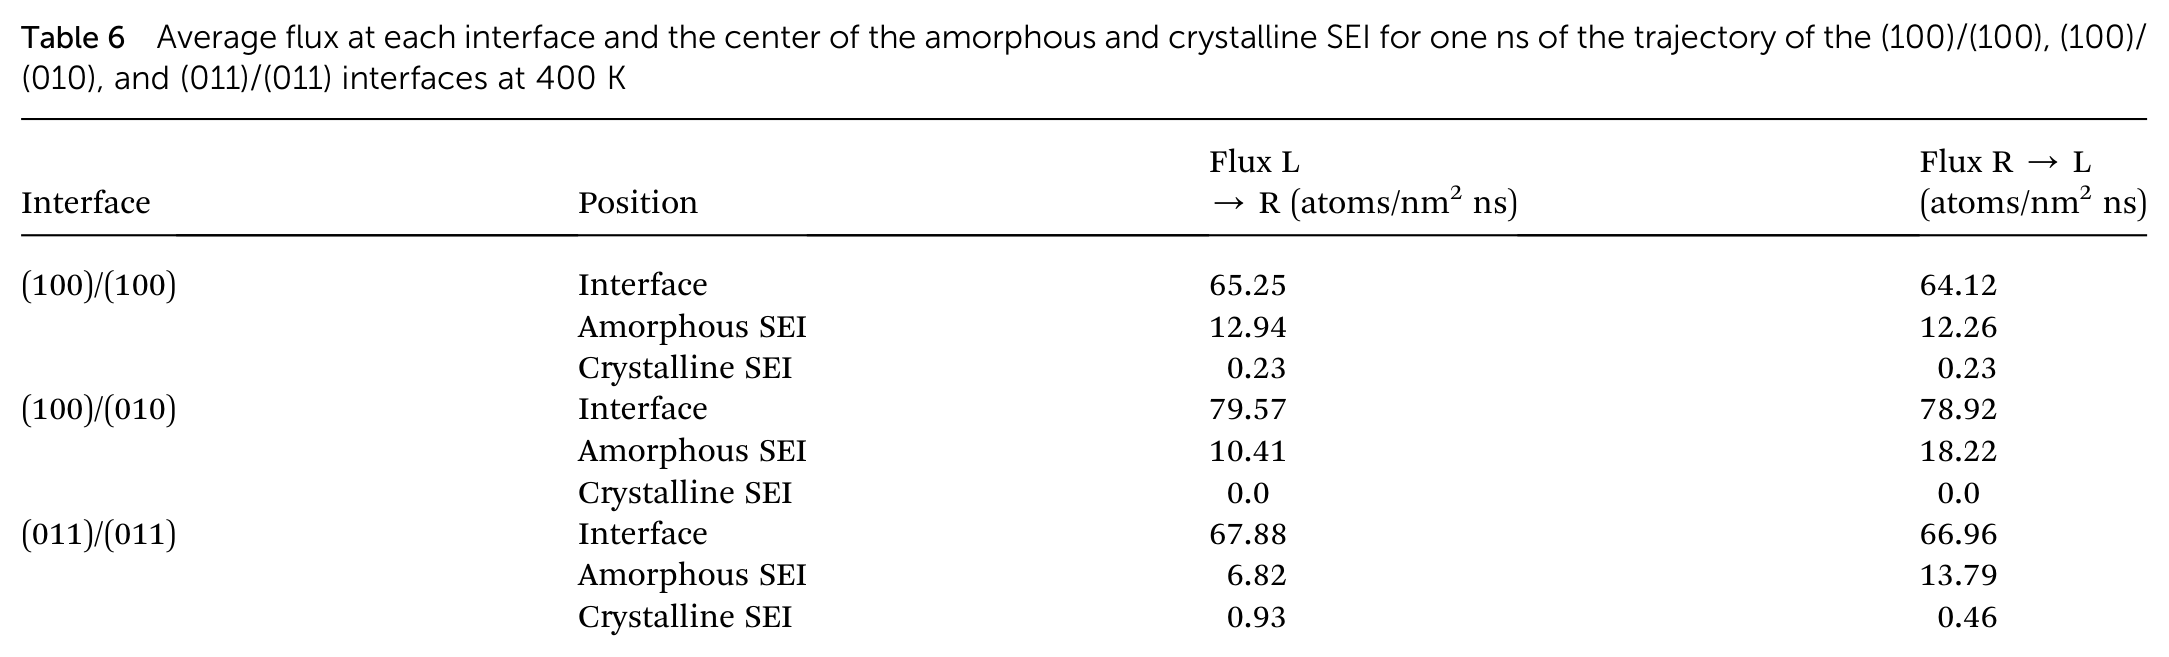 Table 6 Average flux at each interface and the center of the amorphous and crystalline SEI for one ns of the trajectory of the (100)/(100), (100)/
(010), and (011)/(011) interfaces at 400 K
Flux L Flux R → L
Interface Position → R (atoms/nm² ns) (atoms/nm² ns)
(100)/(100) Interface 65.25 64.12
Amorphous SEI 12.94 12.26
Crystalline SEI 0.23 0.23
(100)/(010) Interface 79.57 78.92
Amorphous SEI 10.41 18.22
Crystalline SEI 0.0 0.0
(011)/(011) Interface 67.88 66.96
Amorphous SEI 6.82 13.79
Crystalline SEI 0.93 0.46